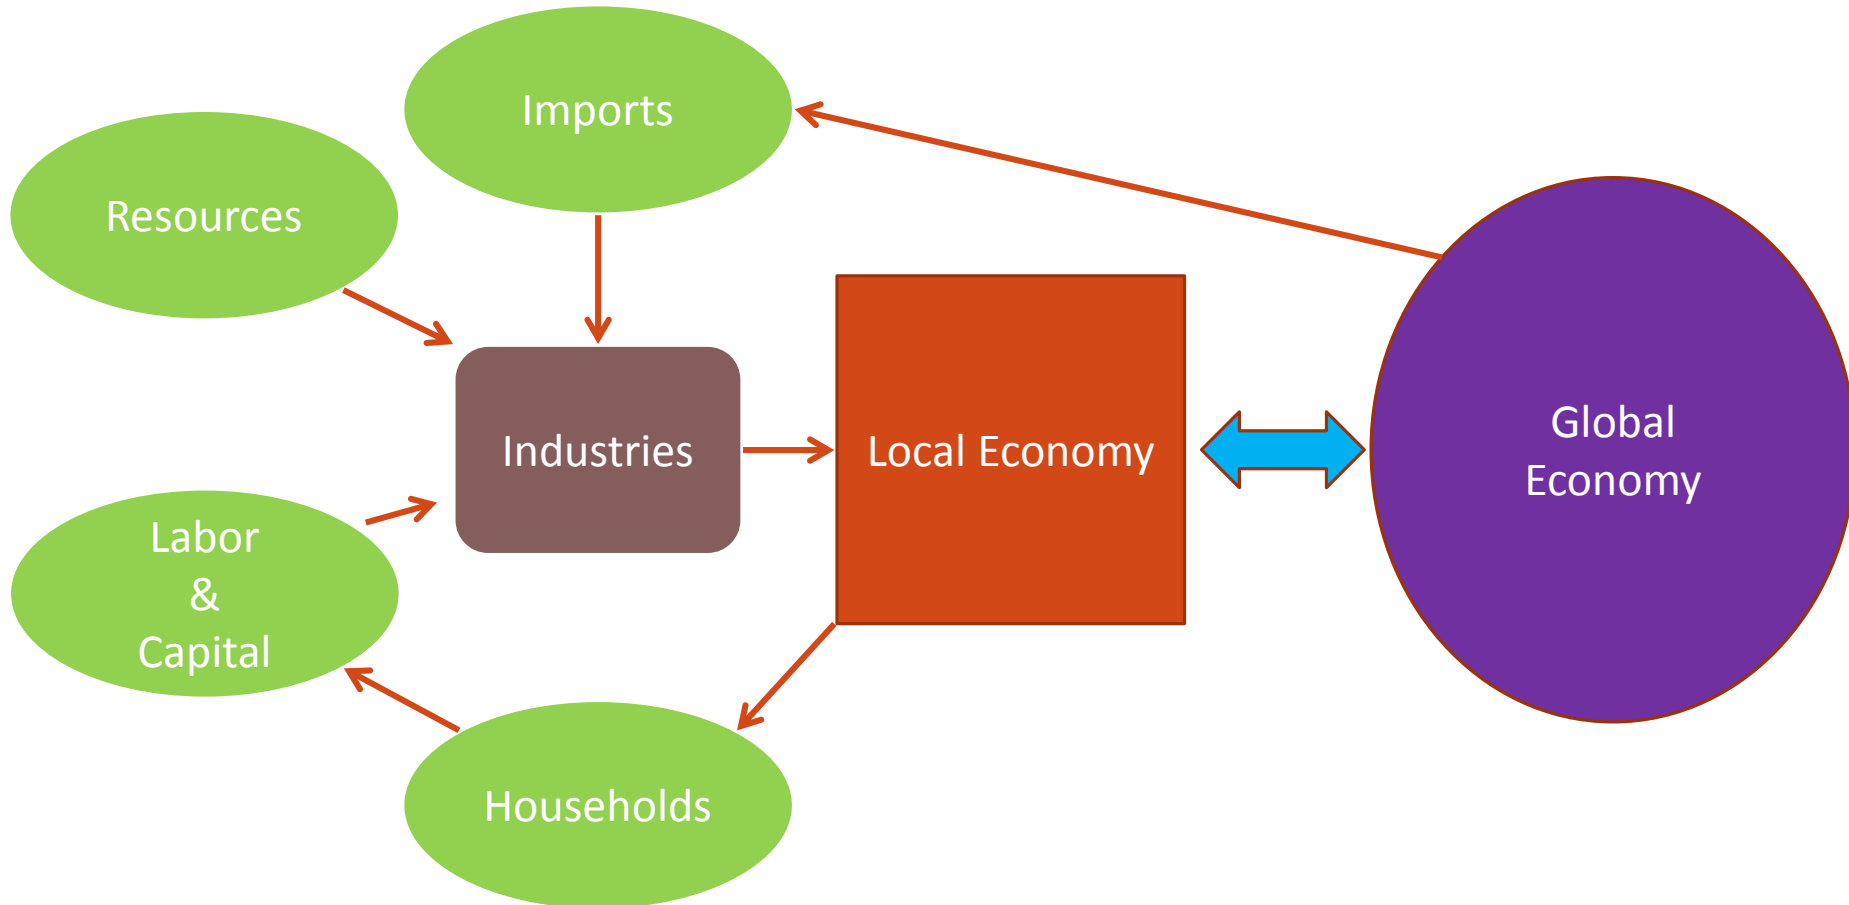 Imports
Resources
Industries
Local Economy
Global
Economy
Labor
&
Capital
Households